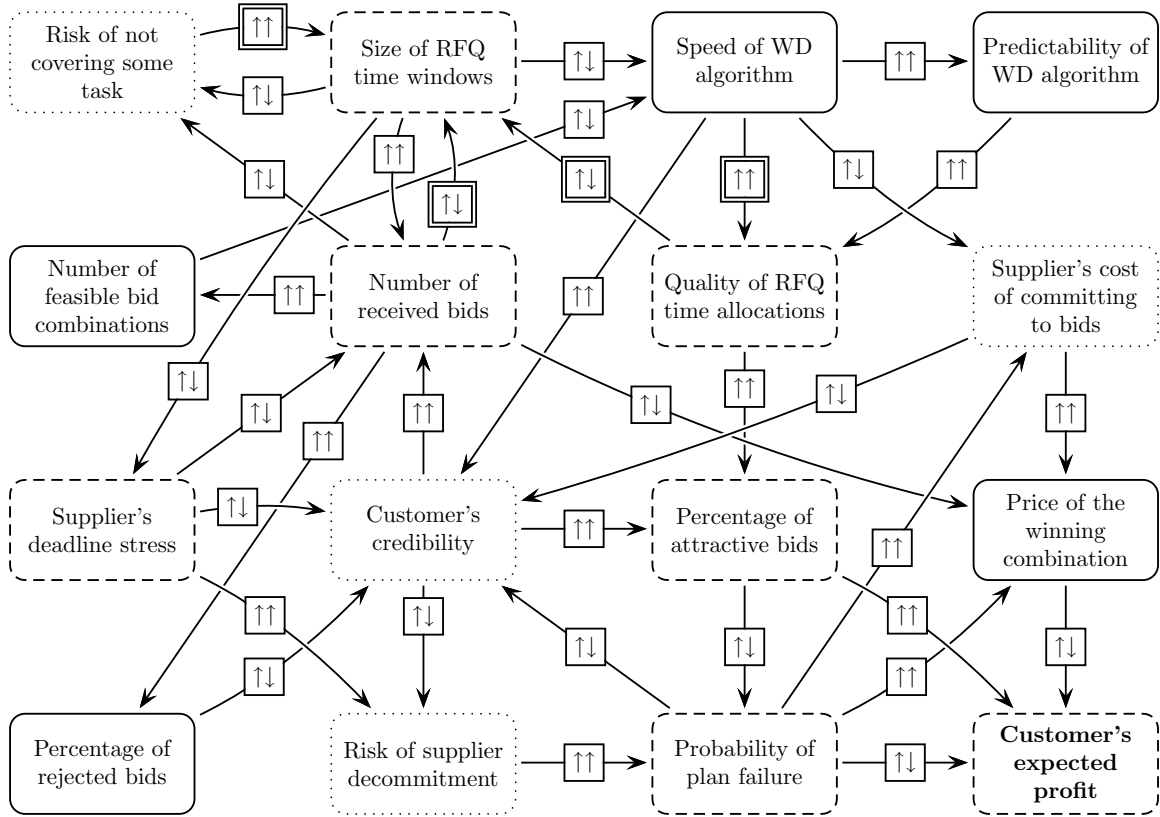 Risk of not
covering some
task
↑↑
↑↓
Size of RFQ
time windows
↑↓
Speed of WD
algorithm
↑↑
Predictability of
WD algorithm
↑↓
↑↑
↑↓
↑↓
↑↓
↑↑
↑↓
↑↑
Number of
feasible bid
combinations
↑↑
Number of
received bids
↑↑
Quality of RFQ
time allocations
Supplier's cost
of committing
to bids
↑↓
↑↓
↑↑
↑↑
↑↓
↑↑
↑↓
↑↑
Supplier's
deadline stress
↑↓
Customer's
credibility
↑↑
Percentage of
attractive bids
↑↑
Price of the
winning
combination
↑↑
↑↓
↑↓
↑↓
↑↓
↑↑
↑↑
↑↓
Percentage of
rejected bids
Risk of supplier
decommitment
↑↑
Probability of
plan failure
↑↓
Customer's
expected
profit